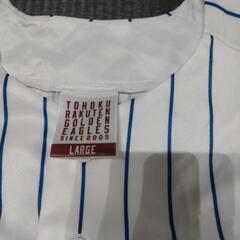 TOHOKU
RAKUTEN
GOLDEN
EAGLES
SINCE 2005
LARGE